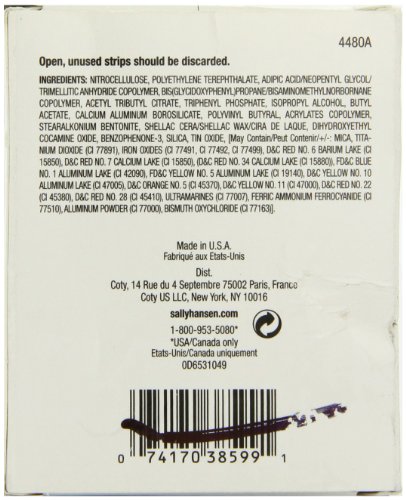 4480A
Open, unused strips should be discarded.
INGREDIENTS: NITROCELLULOSE, POLYETHYLENE TEREPHTHALATE, ADIPIC ACID/NEOPENTYL GLYCOL/
TRIMELLITIC ANHYDRIDE COPOLYMER, BIS(GLYCIDOXYPHENYL)PROPANE/BISAMINOMETHYLNORBORNANE
COPOLYMER, ACETYL TRIBUTYL CITRATE, TRIPHENYL PHOSPHATE, ISOPROPYL ALCOHOL, BUTYL
ACETATE, CALCIUM ALUMINUM BOROSILICATE, POLYVINYL BUTYRAL, ACRYLATES COPOLYMER,
STEARALKONIUM BENTONITE, SHELLAC CERA/SHELLAC WAX/CIRA DE LAQUE, DIHYDROXYETHYL
COCAMINE OXIDE, BENZOPHENONE-3, SILICA, TIN OXIDE, [May Contain/Peut Contenir/+/-: MICA, TITA-
NIUM DIOXIDE (CI 77891), IRON OXIDES (CI 77491, CI 77492, CI 77499), D&C RED NO. 6 BARIUM LAKE (CI
15850), D&C RED NO. 7 CALCIUM LAKE (CI 15850), D&C RED NO. 34 CALCIUM LAKE (CI 15880), FD&C BLUE
NO. 1 ALUMINUM LAKE (CI 42090), FD&C YELLOW NO. 5 ALUMINUM LAKE (CI 19140), D&C YELLOW NO. 10
ALUMINUM LAKE (CI 47005), D&C ORANGE NO. 5 (CI 45370), D&C YELLOW NO. 11 (CI 47000), D&C RED NO. 22
(CI 45380), D&C RED NO. 28 (CI 45410), ULTRAMARINES (CI 77007), FERRIC AMMONIUM FERROCYANIDE (CI
77510), ALUMINUM POWDER (CI 77000), BISMUTH OXYCHLORIDE (CI 77163)].
Made in U.S.A.
Fabriqué aux Etats-Unis
Dist.
Coty, 14 Rue du 4 Septembre 75002 Paris, France
Coty US LLC, New York, NY 10016
sallyhansen.com
1-800-953-5080*
*USA/Canada only
Etats-Unis/Canada uniquement
0D6531049
0 74170 38599 1